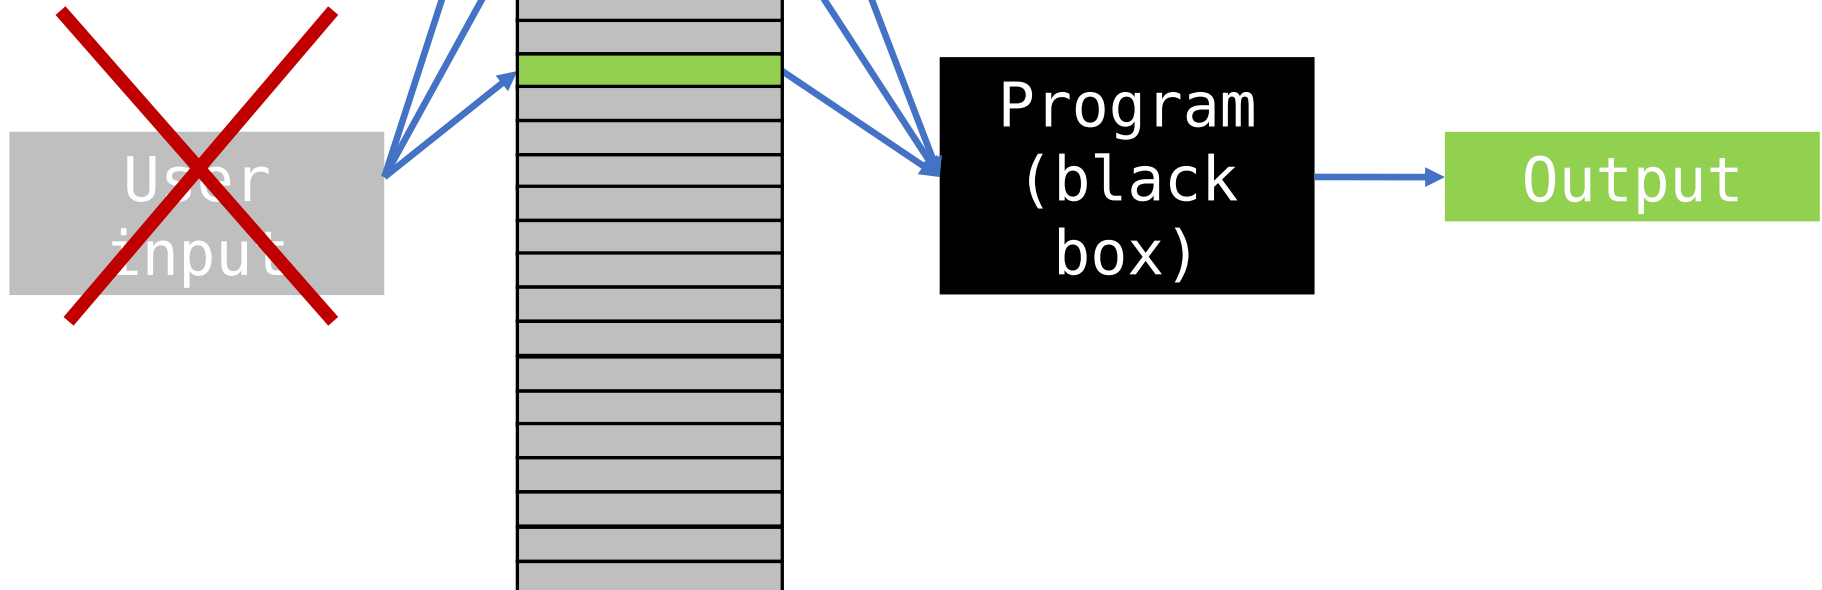 User
input
Program
(black
box)
Output